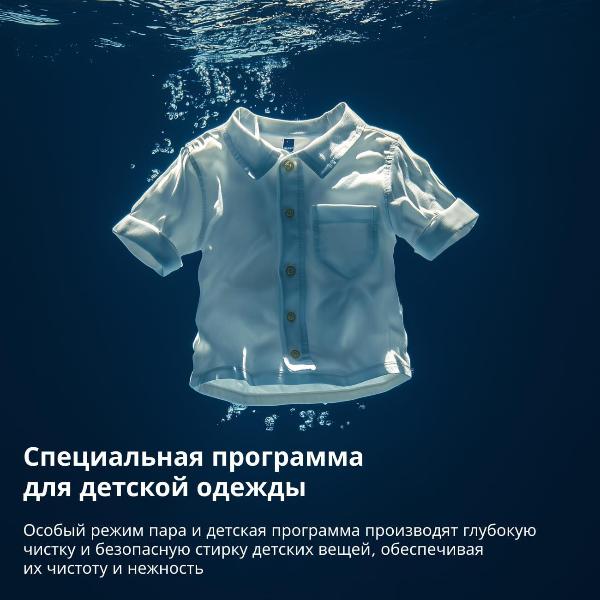 Специальная программа
для детской одежды
Особый режим пара и детская программа производят глубокую
чистку и безопасную стирку детских вещей, обеспечивая
их чистоту и нежность